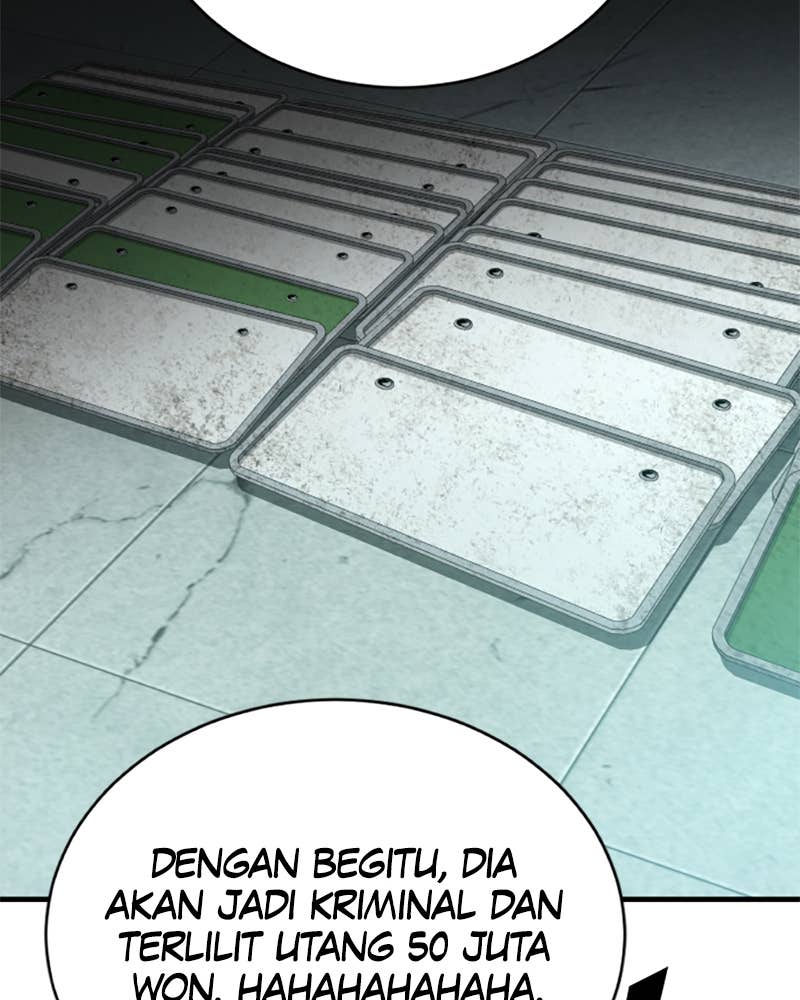 DENGAN BEGITU, DIA
AKAN JADI KRIMINAL DAN
TERLILIT UTANG 50 JUTA
WON. HAHAHAHAHAHA.